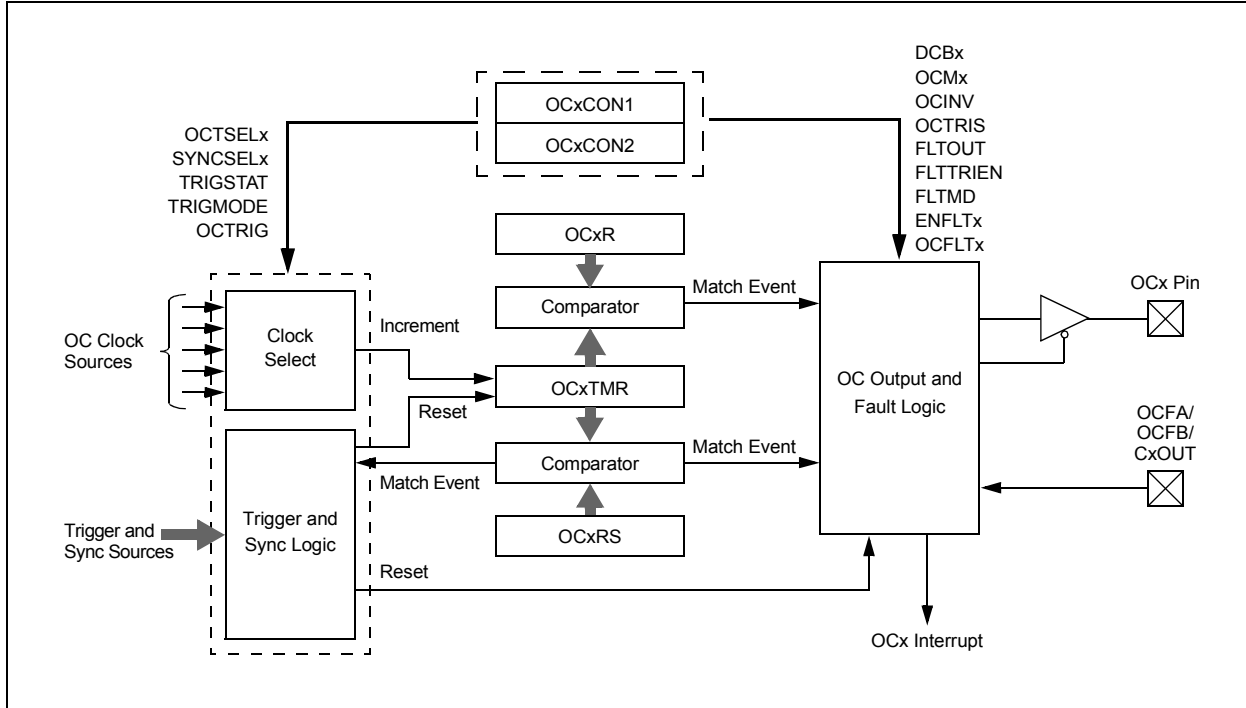 OCxCON1
OCxCON2
OCTSELx
SYNCSELx
TRIGSTAT
TRIGMODE
OCTRIG
DCBx
OCMx
OCINV
OCTRIS
FLTOUT
FLTTRIEN
FLTMD
ENFLTx
OCFLTx
OCxR
Comparator
Match Event
OC Clock
Sources
Clock
Select
Increment
OCxTMR
Reset
OC Output and
Fault Logic
OCx Pin
OCFA/
OCFB/
CxOUT
Comparator
Match Event
Match Event
Trigger and
Sync Sources
Trigger and
Sync Logic
OCxRS
Reset
OCx Interrupt